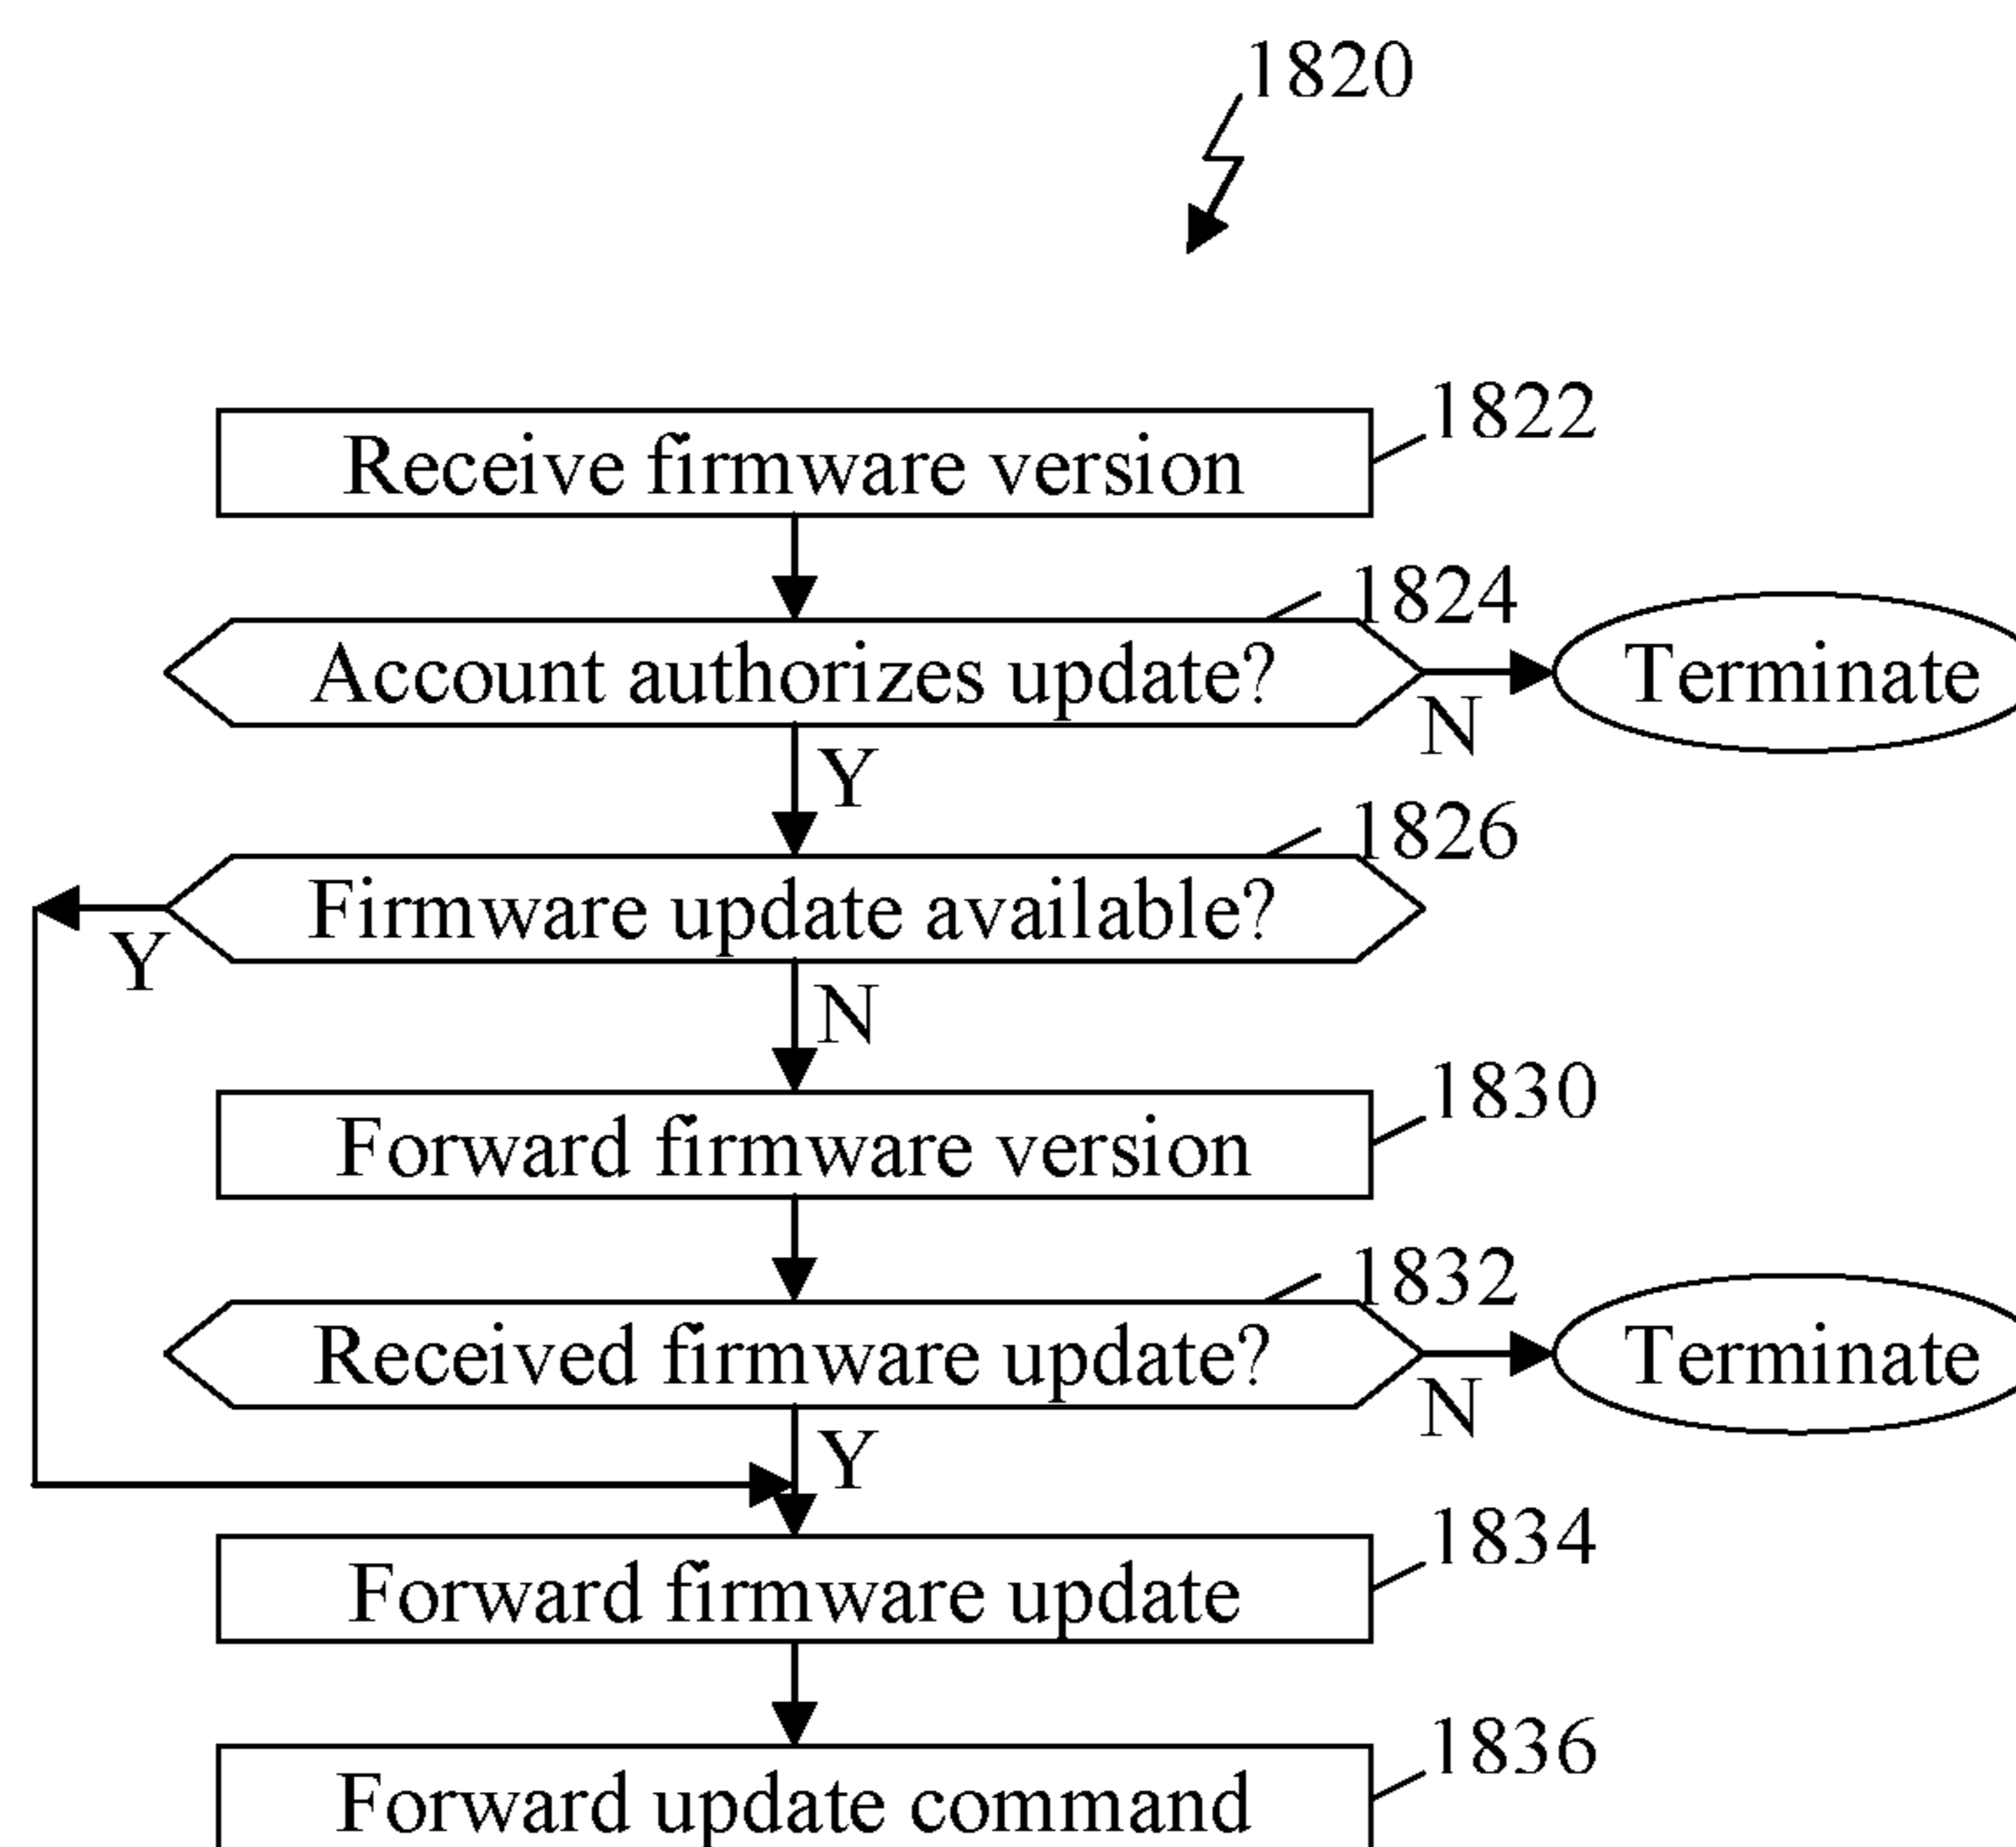 1820
1822
Receive firmware version
1824
Account authorizes update?
Terminate
N
Y
1826
Firmware update available?
Y
N
1830
Forward firmware version
1832
Received firmware update?
Terminate
N
Y
1834
Forward firmware update
1836
Forward update command